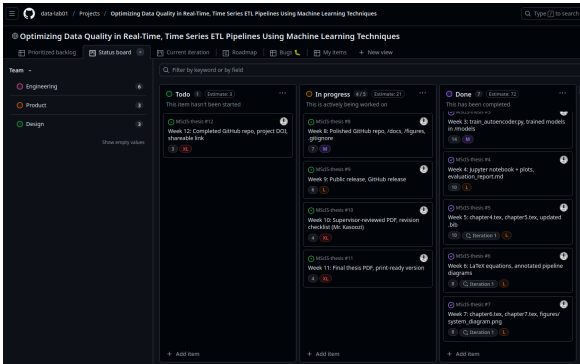 data-lab01 / Projects / Optimizing Data Quality in Real-Time, Time Series ETL Pipelines Using Machine Learning Techniques
Type / to search
Optimizing Data Quality in Real-Time, Time Series ETL Pipelines Using Machine Learning Techniques
Prioritized backlog
Status board
Current iteration
Roadmap
Bugs
My items
+ New view
Team
Engineering 6
Product 3
Design 3
Show empty values
Filter by keyword or by field
Todo 1 Estimate: 3
This item hasn't been started
MSdS-thesis #12
Week 12: Completed GitHub repo, project DOI,
shareable link
3 XL
+ Add item
In progress 4 / 5 Estimate: 21
This is actively being worked on
MSdS-thesis #8
Week 8: Polished GitHub repo, /docs, /figures,
.gitignore
7 M
MSdS-thesis #9
Week 9: Public release, GitHub release
6 L
MSdS-thesis #10
Week 10: Supervisor-reviewed PDF, revision
checklist (Mr. Kasoozi)
4 XL
MSdS-thesis #11
Week 11: Final thesis PDF, print-ready version
4 XL
+ Add item
Done 7 Estimate: 72
This has been completed
Week 3: train_autoencoder.py, trained models
in /models
14 M
MSdS-thesis #4
Week 4: Jupyter notebook + plots,
evaluation_report.md
10 L
MSdS-thesis #5
Week 5: chapter4.tex, chapter5.tex, updated
.bib
10 Iteration 1 L
MSdS-thesis #6
Week 6: LaTeX equations, annotated pipeline
diagrams
8 Iteration 1 L
MSdS-thesis #7
Week 7: chapter6.tex, chapter7.tex, figures/
system_diagram.png
8 Iteration 1 L
+ Add item